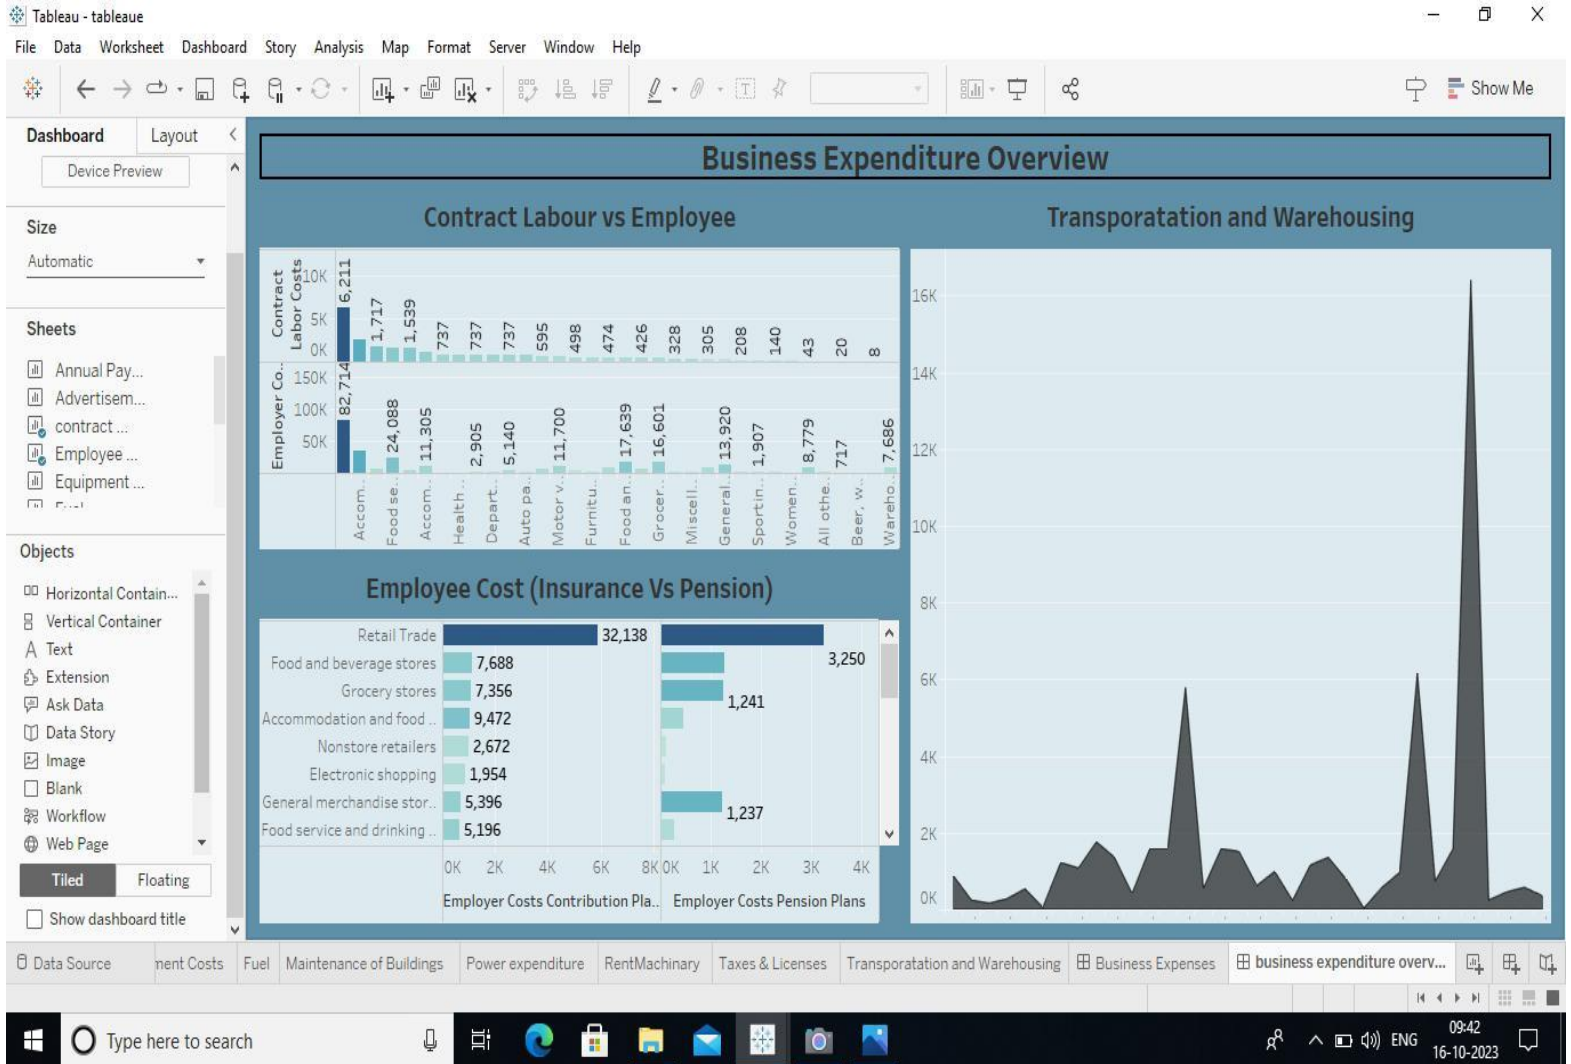 Tableau - tableaue
File Data Worksheet Dashboard Story Analysis Map Format Server Window Help
Show Me
Dashboard Layout
Device Preview
Size
Automatic
Sheets
Annual Pay...
Advertisem...
contract ...
Employee ...
Equipment ...
Objects
Horizontal Contain...
Vertical Container
Text
Extension
Ask Data
Data Story
Image
Blank
Workflow
Web Page
Tiled Floating
Show dashboard title
Business Expenditure Overview
Contract Labour vs Employee
Contract
Labor Costs
10K
5K
0K
6,211
1,717
1,539
737
737
737
595
498
474
426
328
305
208
140
43
20
8
Employer Co..
150K
100K
50K
82,714
24,088
11,305
2,905
5,140
11,700
17,639
16,601
13,920
1,907
8,779
717
7,686
Accom..
Food se..
Accom..
Health ..
Depart..
Auto pa..
Motor v..
Furnitu..
Food an..
Grocer..
Miscell..
General..
Sportin..
Women..
All othe..
Beer, w..
Wareho..
Employee Cost (Insurance Vs Pension)
Retail Trade 32,138 3,250
Food and beverage stores 7,688
Grocery stores 7,356 1,241
Accommodation and food .. 9,472
Nonstore retailers 2,672
Electronic shopping 1,954
General merchandise stor.. 5,396 1,237
Food service and drinking .. 5,196
0K 2K 4K 6K 8K 0K 1K 2K 3K 4K
Employer Costs Contribution Pla.. Employer Costs Pension Plans
Transporatation and Warehousing
16K
14K
12K
10K
8K
6K
4K
2K
0K
Data Source ment Costs Fuel Maintenance of Buildings Power expenditure RentMachinary Taxes & Licenses Transporatation and Warehousing Business Expenses business expenditure overv...
Type here to search
ENG
09:42
16-10-2023